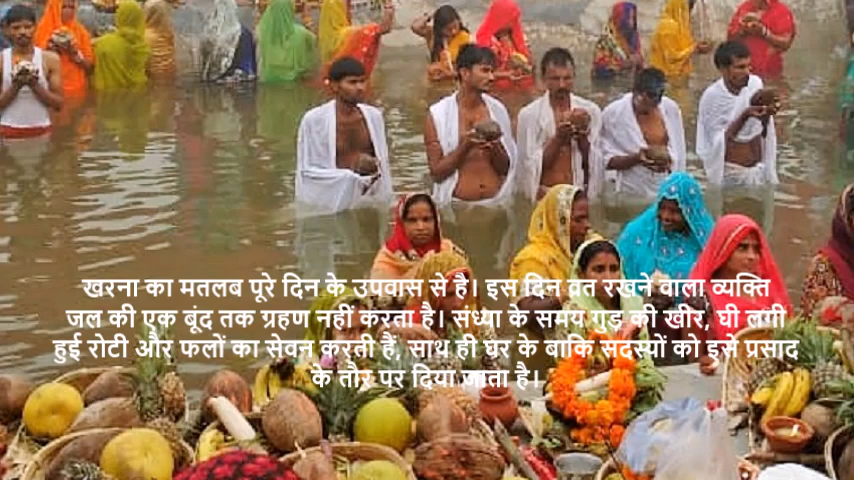 खरना का मतलब पूरे दिन के उपवास से है। इस दिन व्रत रखने वाला व्यक्ति
जल की एक बूंद तक ग्रहण नहीं करता है। संध्या के समय गुड़ की खीर, घी लगी
हुई रोटी और फलों का सेवन करती हैं, साथ ही घर के बाकि सदस्यों को इसे प्रसाद
के तौर पर दिया जाता है।